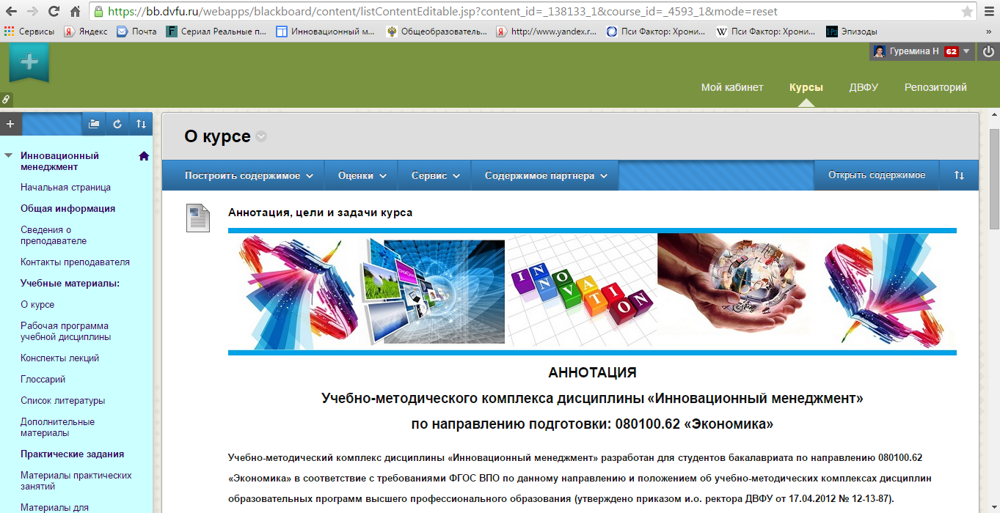 https://bb.dvfu.ru/webapps/blackboard/content/listContentEditable.jsp?content_id=_138133_1&course_id=_4593_1&mode=reset
Сервисы Яндекс Почта Сериал Реальные п... Инновационный м... Общеобразователь... http://www.yandex.r... Пси Фактор: Хрони... Пси Фактор: Хрони... Эпизоды »
Гуремина Н 62
Мой кабинет Курсы ДВФУ Репозиторий
Инновационный
менеджмент
Начальная страница
Общая информация
Сведения о
преподавателе
Контакты преподавателя
Учебные материалы:
О курсе
Рабочая программа
учебной дисциплины
Конспекты лекций
Глоссарий
Список литературы
Дополнительные
материалы
Практические задания
Материалы практических
занятий
Материалы для
О курсе
Построить содержимое Оценки Сервис Содержимое партнера Открыть содержимое
Аннотация, цели и задачи курса
INNOVATION
АННОТАЦИЯ
Учебно-методического комплекса дисциплины «Инновационный менеджмент»
по направлению подготовки: 080100.62 «Экономика»
Учебно-методический комплекс дисциплины «Инновационный менеджмент» разработан для студентов бакалавриата по направлению 080100.62
«Экономика» в соответствие с требованиями ФГОС ВПО по данному направлению и положением об учебно-методических комплексах дисциплин
образовательных программ высшего профессионального образования (утверждено приказом и.о. ректора ДВФУ от 17.04.2012 № 12-13-87).